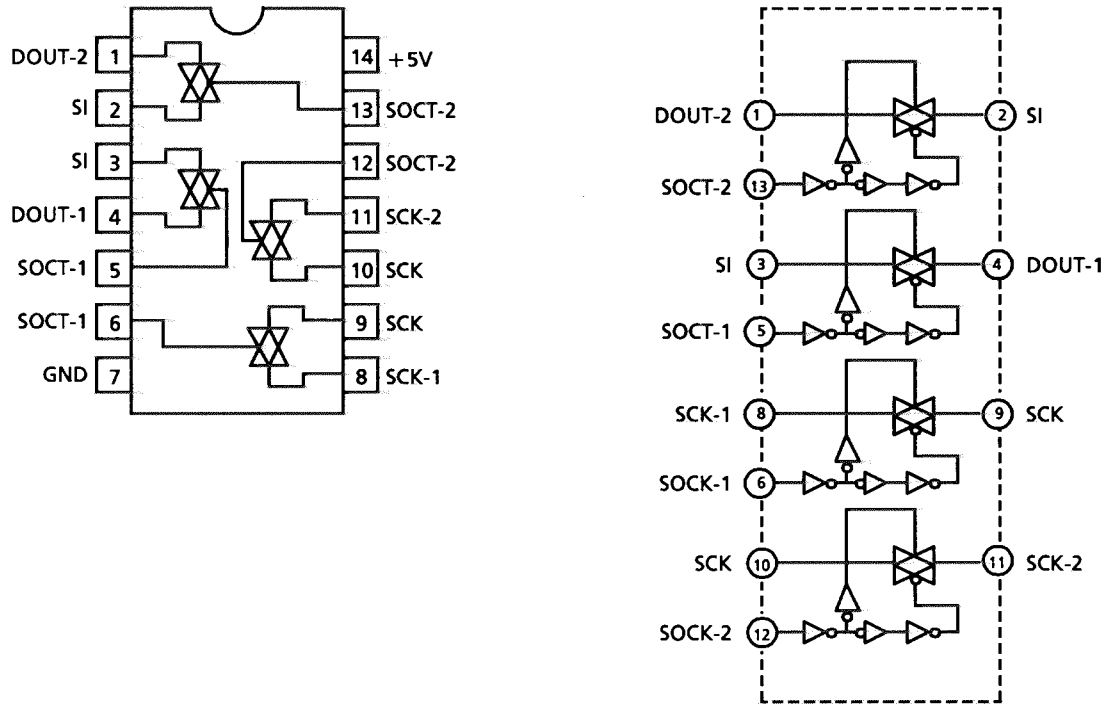 DOUT-2 1 14 +5V
SI 2 13 SOCT-2
SI 3 12 SOCT-2
DOUT-1 4 11 SCK-2
SOCT-1 5 10 SCK
SOCT-1 6 9 SCK
GND 7 8 SCK-1
DOUT-2 1 2 SI
SOCT-2 13
SI 3 4 DOUT-1
SOCT-1 5
SCK-1 8 9 SCK
SOCK-1 6
SCK 10 11 SCK-2
SOCK-2 12